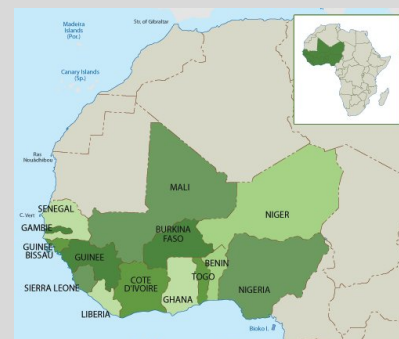 Madeira
Islands
(Por.)
Str. of Gibraltar
Canary Islands
(Sp.)
Ras
Nouadhibou
MALI
NIGER
SENEGAL
C. Vert
GAMBIE
BURKINA
FASO
GUINEE
BISSAU
GUINEE
BENIN
TOGO
COTE
D'IVOIRE
NIGERIA
SIERRA LEONE
GHANA
LIBERIA
Bioko I.